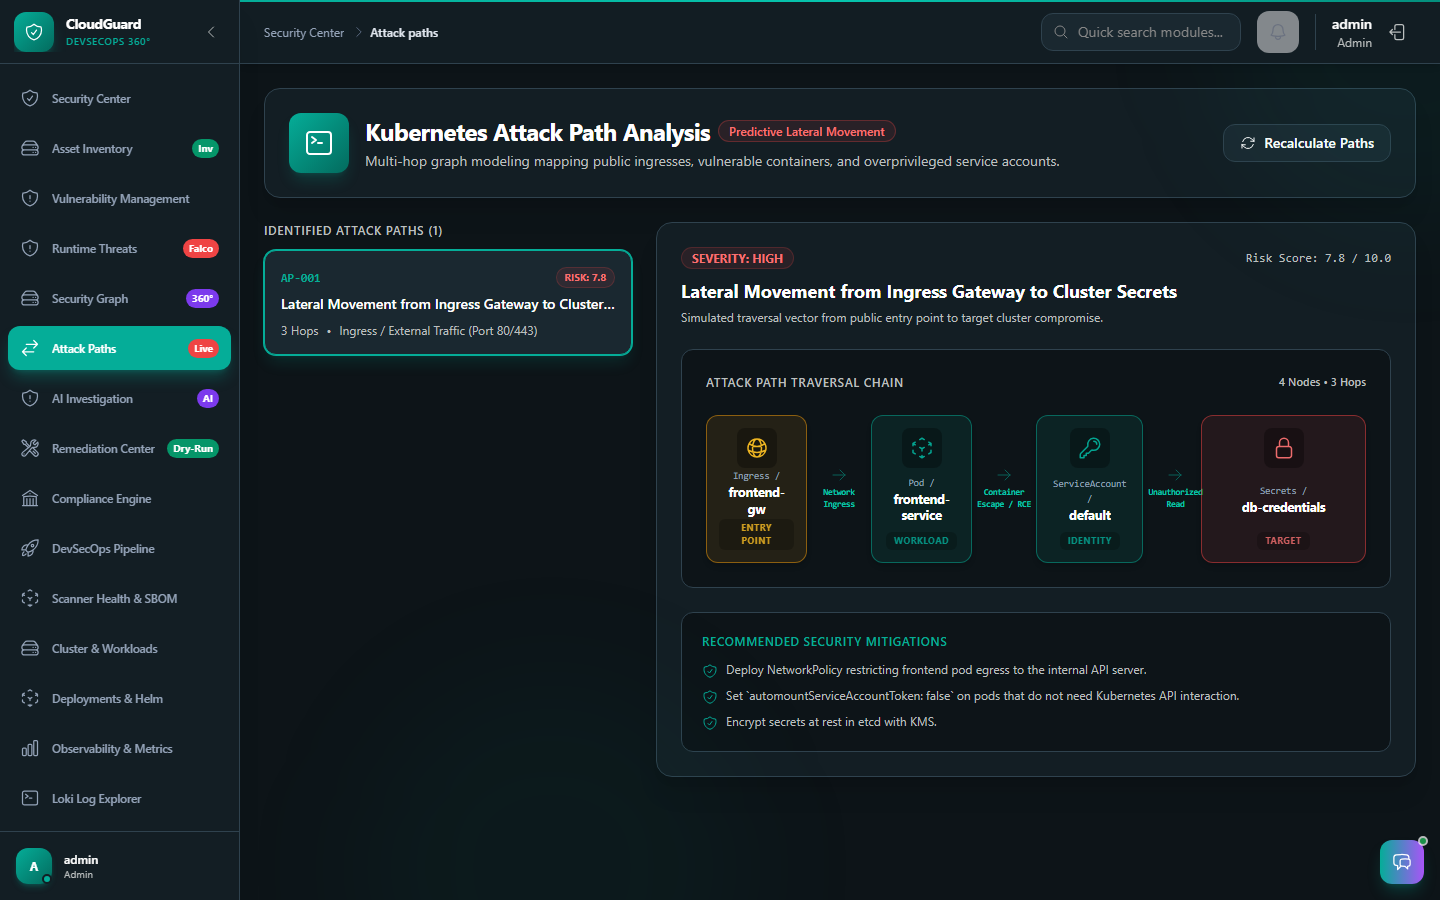 CloudGuard
DEVSECOPS 360°
Security Center
Asset Inventory
Inv
Vulnerability Management
Runtime Threats
Falco
Security Graph
360°
Attack Paths
Live
AI Investigation
AI
Remediation Center
Dry-Run
Compliance Engine
DevSecOps Pipeline
Scanner Health & SBOM
Cluster & Workloads
Deployments & Helm
Observability & Metrics
Loki Log Explorer
A
admin
Admin
Security Center
Attack paths
Quick search modules...
admin
Admin
Kubernetes Attack Path Analysis
Predictive Lateral Movement
Multi-hop graph modeling mapping public ingresses, vulnerable containers, and overprivileged service accounts.
Recalculate Paths
IDENTIFIED ATTACK PATHS (1)
AP-001
RISK: 7.8
Lateral Movement from Ingress Gateway to Cluster...
3 Hops • Ingress / External Traffic (Port 80/443)
SEVERITY: HIGH
Risk Score: 7.8 / 10.0
Lateral Movement from Ingress Gateway to Cluster Secrets
Simulated traversal vector from public entry point to target cluster compromise.
ATTACK PATH TRAVERSAL CHAIN
4 Nodes • 3 Hops
Ingress /
frontend-
gw
ENTRY
POINT
Network
Ingress
Pod /
frontend-
service
WORKLOAD
Container
Escape / RCE
ServiceAccount
/
default
IDENTITY
Unauthorized
Read
Secrets /
db-credentials
TARGET
RECOMMENDED SECURITY MITIGATIONS
Deploy NetworkPolicy restricting frontend pod egress to the internal API server.
Set `automountServiceAccountToken: false` on pods that do not need Kubernetes API interaction.
Encrypt secrets at rest in etcd with KMS.